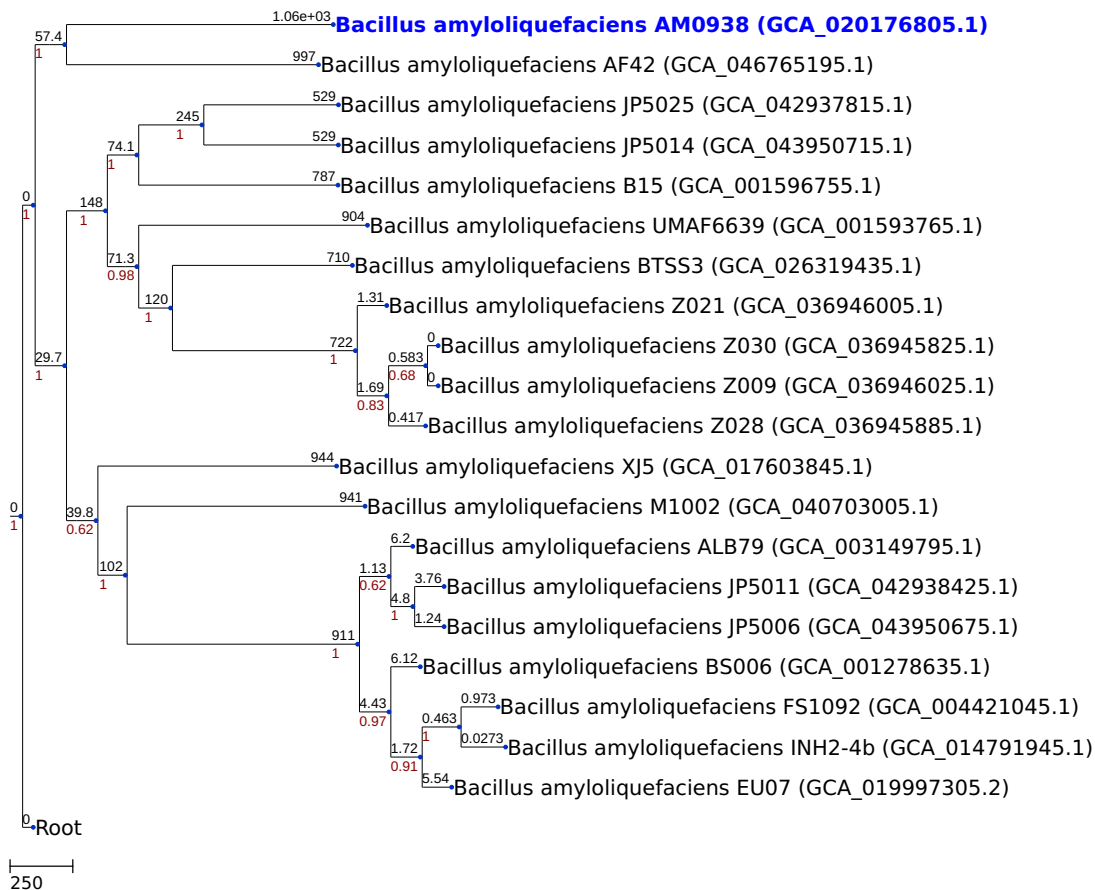 1.06e+03
Bacillus amyloliquefaciens AM0938 (GCA_020176805.1)
57.4
1
997
Bacillus amyloliquefaciens AF42 (GCA_046765195.1)
529
Bacillus amyloliquefaciens JP5025 (GCA_042937815.1)
245
1
529
Bacillus amyloliquefaciens JP5014 (GCA_043950715.1)
74.1
1
787
Bacillus amyloliquefaciens B15 (GCA_001596755.1)
0
1
148
1
904
Bacillus amyloliquefaciens UMAF6639 (GCA_001593765.1)
71.3
0.98
710
Bacillus amyloliquefaciens BTSS3 (GCA_026319435.1)
120
1
1.31
Bacillus amyloliquefaciens Z021 (GCA_036946005.1)
722
1
0
Bacillus amyloliquefaciens Z030 (GCA_036945825.1)
29.7
1
0.583
0.68
0
Bacillus amyloliquefaciens Z009 (GCA_036946025.1)
1.69
0.83
0.417
Bacillus amyloliquefaciens Z028 (GCA_036945885.1)
944
Bacillus amyloliquefaciens XJ5 (GCA_017603845.1)
0
1
39.8
0.62
941
Bacillus amyloliquefaciens M1002 (GCA_040703005.1)
6.2
Bacillus amyloliquefaciens ALB79 (GCA_003149795.1)
102
1
1.13
0.62
3.76
Bacillus amyloliquefaciens JP5011 (GCA_042938425.1)
4.8
1
1.24
Bacillus amyloliquefaciens JP5006 (GCA_043950675.1)
911
1
6.12
Bacillus amyloliquefaciens BS006 (GCA_001278635.1)
4.43
0.97
0.973
Bacillus amyloliquefaciens FS1092 (GCA_004421045.1)
0.463
1
0.0273
Bacillus amyloliquefaciens INH2-4b (GCA_014791945.1)
1.72
0.91
5.54
Bacillus amyloliquefaciens EU07 (GCA_019997305.2)
0
Root
250